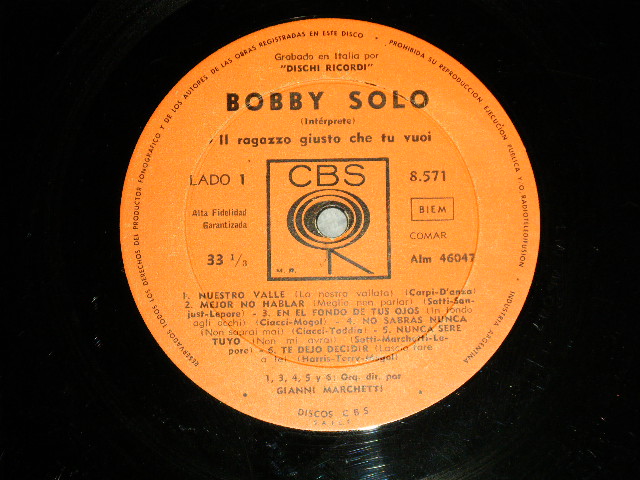 RESERVADOS TODOS LOS DERECHOS DEL PRODUCTOR FONOGRAFICO Y DE LOS AUTORES DE LAS OBRAS REGISTRADAS EN ESTE DISCO • PROHIBIDA SU REPRODUCCION, EJECUCION PUBLICA Y/O RADIOTELEDIFUSION • INDUSTRIA ARGENTINA
Grabado en Italia por
"DISCHI RICORDI"
BOBBY SOLO
(Intérprete)
Il ragazzo giusto che tu vuoi
LADO 1
CBS
8.571
Alta Fidelidad
Garantizada
BIEM
COMAR
33 1/3
Alm 46047
M. R.
1. NUESTRO VALLE (La nostra vallata) (Carpi-D'anza)
2. MEJOR NO HABLAR (Meglio non parlar) (Satti-San-
just-Lepore) - 3. EN EL FONDO DE TUS OJOS (In fondo
agli occhi) (Ciacci-Mogol) - 4. NO SABRAS NUNCA
(Non saprai mai) (Ciacci-Taddin) - 5. NUNCA SERE
TUYO (Non mi avrai) (Satti-Marchetti-Le-
pore) - 6. TE DEJO DECIDIR (Lascio fare
a te) (Harris-Terry-Mogol)
1, 3, 4, 5 y 6: Orq. dir. por
GIANNI MARCHETTI
DISCOS CBS